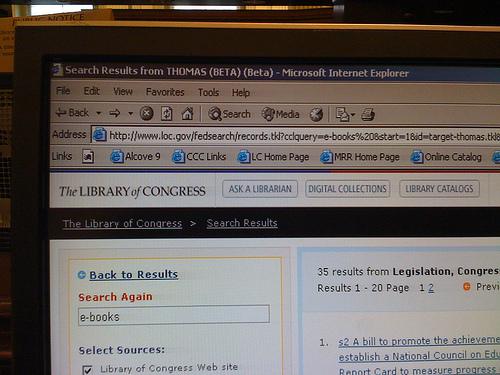 PUBLIC NOTICE
Search Results from THOMAS (BETA) (Beta) - Microsoft Internet Explorer
File Edit View Favorites Tools Help
Back Search Media
Address http://www.loc.gov/fedsearch/records.tkl?cclquery=e-books%208&start=1&id=target-thomas.tkl
Links Alcove 9 CCC Links LC Home Page MRR Home Page Online Catalog
The LIBRARY of CONGRESS ASK A LIBRARIAN DIGITAL COLLECTIONS LIBRARY CATALOGS
The Library of Congress > Search Results
Back to Results
Search Again
e-books
Select Sources:
Library of Congress Web site
35 results from Legislation, Congres
Results 1 - 20 Page 1 2 Previ
1. s2 A bill to promote the achieveme
establish a National Council on Edu
Report Card to measure progress